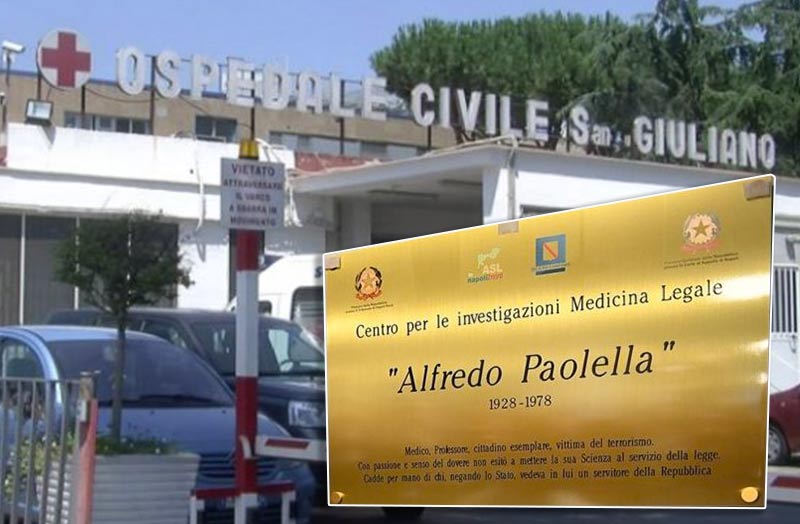 OSPEDALE CIVILE San GIULIANO
VIETATO
ATTRAVERSARE
IL VARCO
A SBARRA IN
MOVIMENTO
ASL
Centro per le investigazioni Medicina Legale
"Alfredo Paolella"
1928-1978
Medico, Professore, cittadino esemplare, vittima del terrorismo.
Con passione e senso del dovere non esitò a mettere la sua Scienza al servizio della legge.
Cadde per mano di chi, negando lo Stato, vedeva in lui un servitore della Repubblica